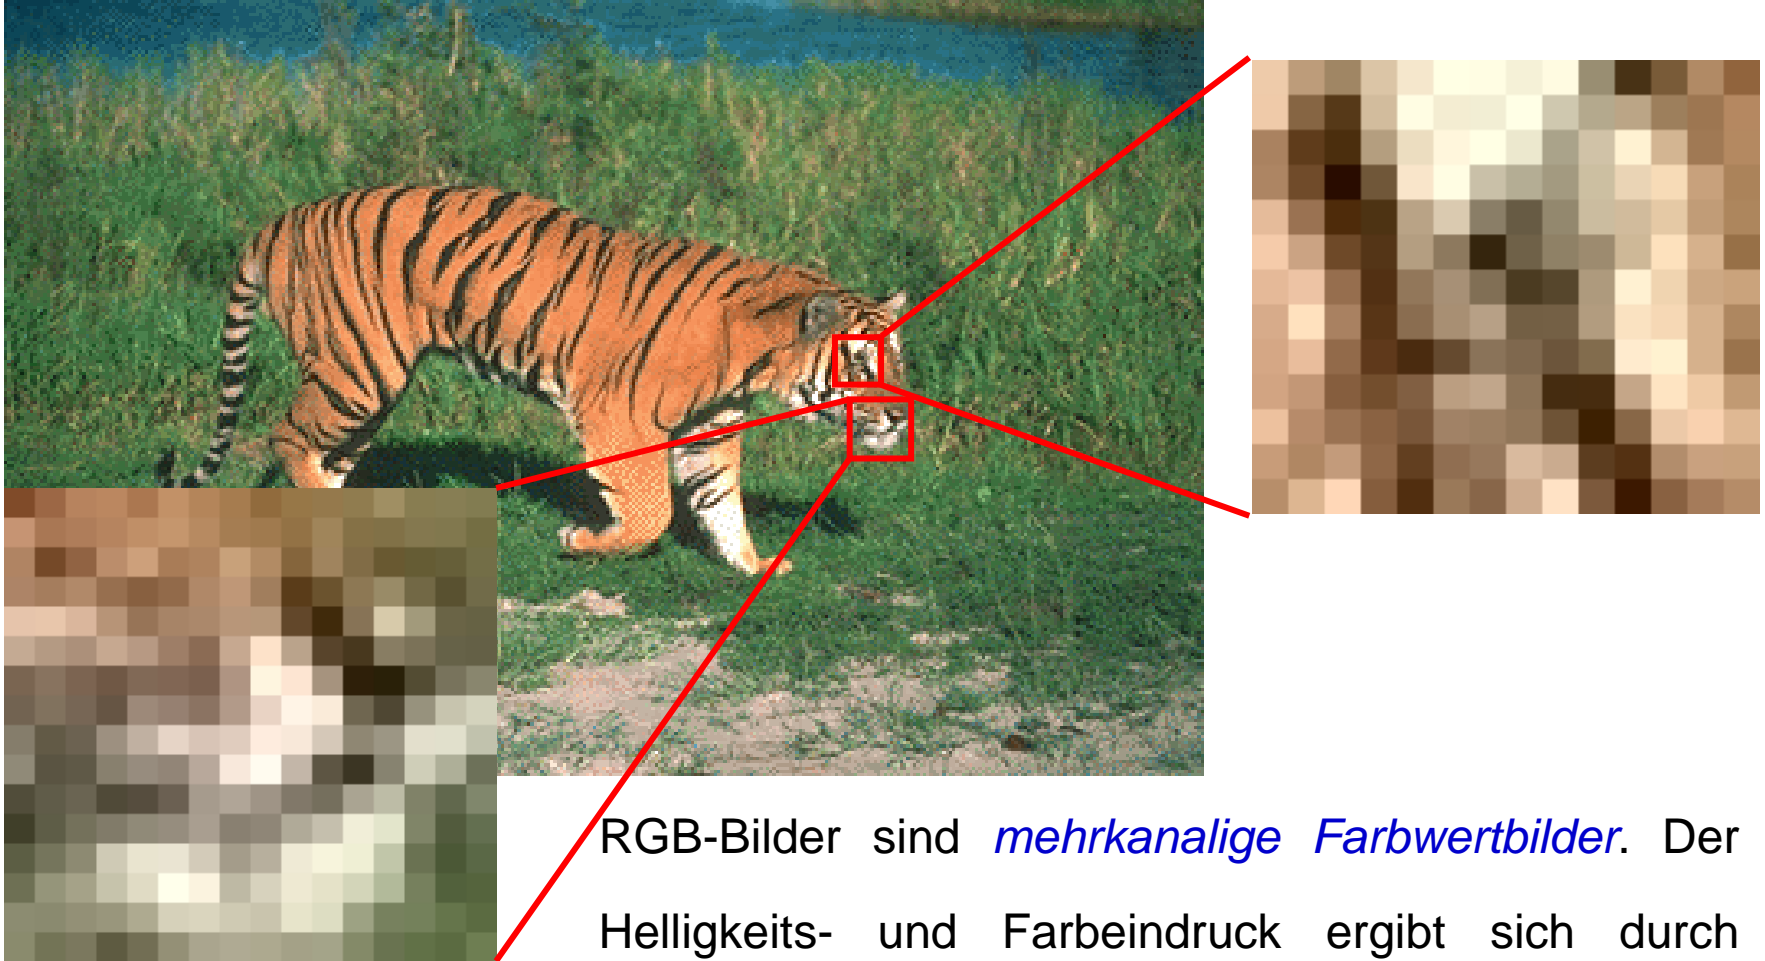 RGB-Bilder sind mehrkanalige Farbwertbilder. Der
Helligkeits- und Farbeindruck ergibt sich durch